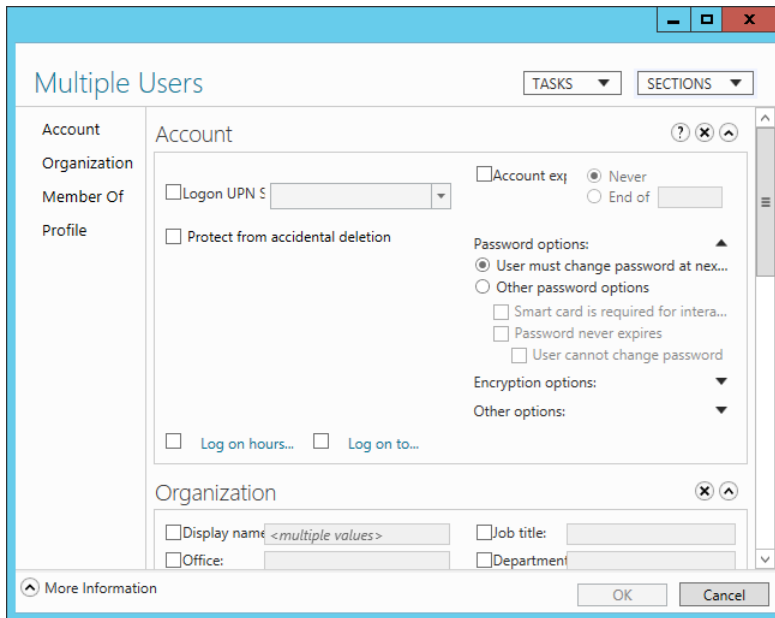 Multiple Users
TASKS
SECTIONS
Account
Organization
Member Of
Profile
Account
?
Logon UPN S
Account exp
Never
End of
Protect from accidental deletion
Password options:
User must change password at nex...
Other password options
Smart card is required for intera...
Password never expires
User cannot change password
Encryption options:
Other options:
Log on hours...
Log on to...
Organization
Display name
<multiple values>
Job title:
Office:
Department
More Information
OK
Cancel